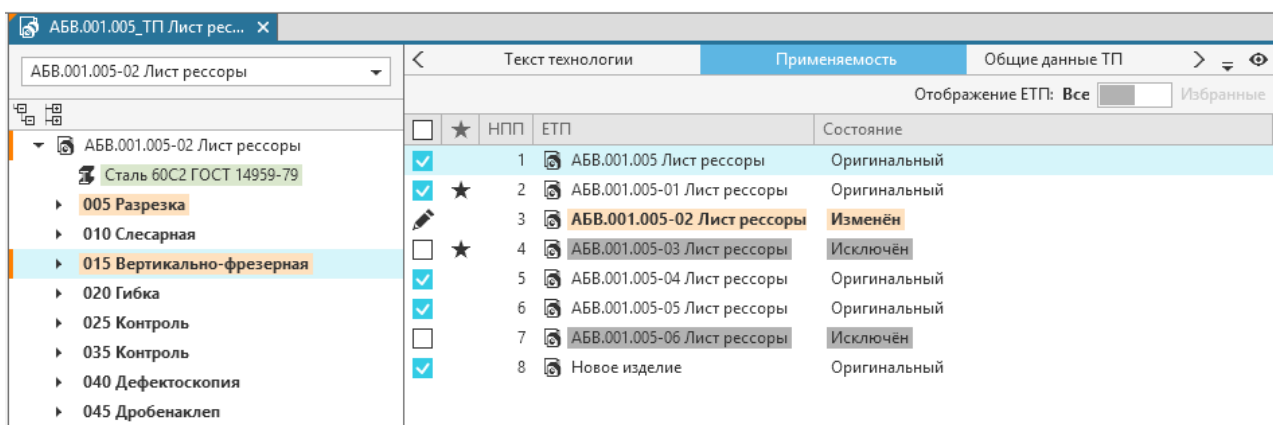 АБВ.001.005_ТП Лист рес...
АБВ.001.005-02 Лист рессоры
АБВ.001.005-02 Лист рессоры
Сталь 60С2 ГОСТ 14959-79
005 Разрезка
010 Слесарная
015 Вертикально-фрезерная
020 Гибка
025 Контроль
035 Контроль
040 Дефектоскопия
045 Дробенаклеп
Текст технологии Применяемость Общие данные ТП
Отображение ЕТП: Все Избранные
НПП ЕТП Состояние
1 АБВ.001.005 Лист рессоры Оригинальный
2 АБВ.001.005-01 Лист рессоры Оригинальный
3 АБВ.001.005-02 Лист рессоры Изменён
4 АБВ.001.005-03 Лист рессоры Исключён
5 АБВ.001.005-04 Лист рессоры Оригинальный
6 АБВ.001.005-05 Лист рессоры Оригинальный
7 АБВ.001.005-06 Лист рессоры Исключён
8 Новое изделие Оригинальный